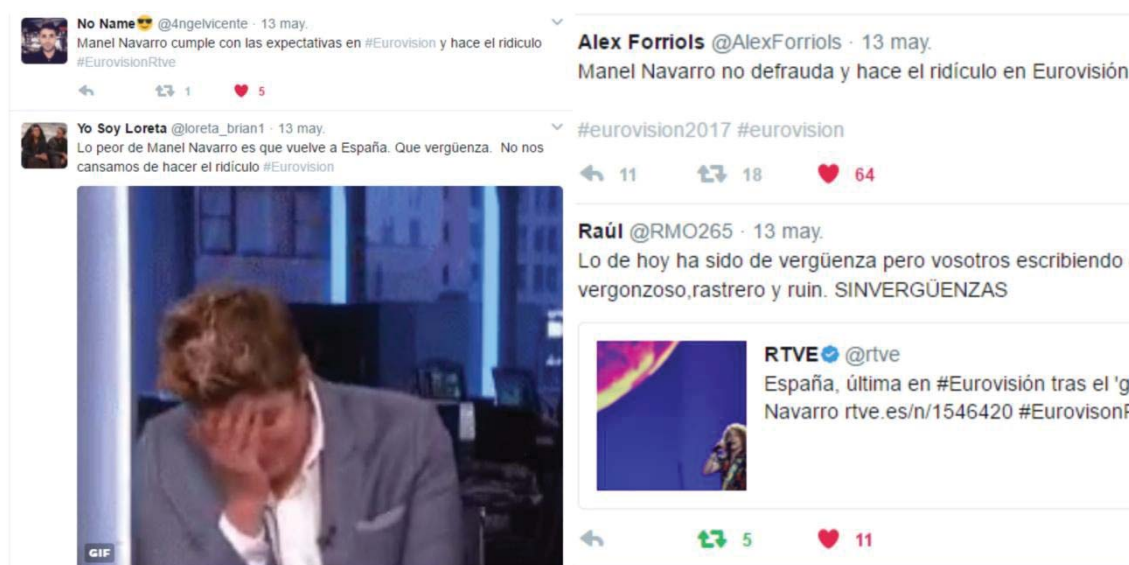 No Name😎 @4ngelvicente · 13 may.
Manel Navarro cumple con las expectativas en #Eurovision y hace el ridiculo
#EurovisionRtve
1 5
Yo Soy Loreta @loreta_brian1 · 13 may.
Lo peor de Manel Navarro es que vuelve a España. Que vergüenza. No nos
cansamos de hacer el ridículo #Eurovision
GIF
Alex Forriols @AlexForriols · 13 may.
Manel Navarro no defrauda y hace el ridículo en Eurovisión
#eurovision2017 #eurovision
11 18 64
Raúl @RMO265 · 13 may.
Lo de hoy ha sido de vergüenza pero vosotros escribiendo
vergonzoso,rastrero y ruin. SINVERGÜENZAS
RTVE @rtve
España, última en #Eurovisión tras el 'g
Navarro rtve.es/n/1546420 #EurovisonR
5 11